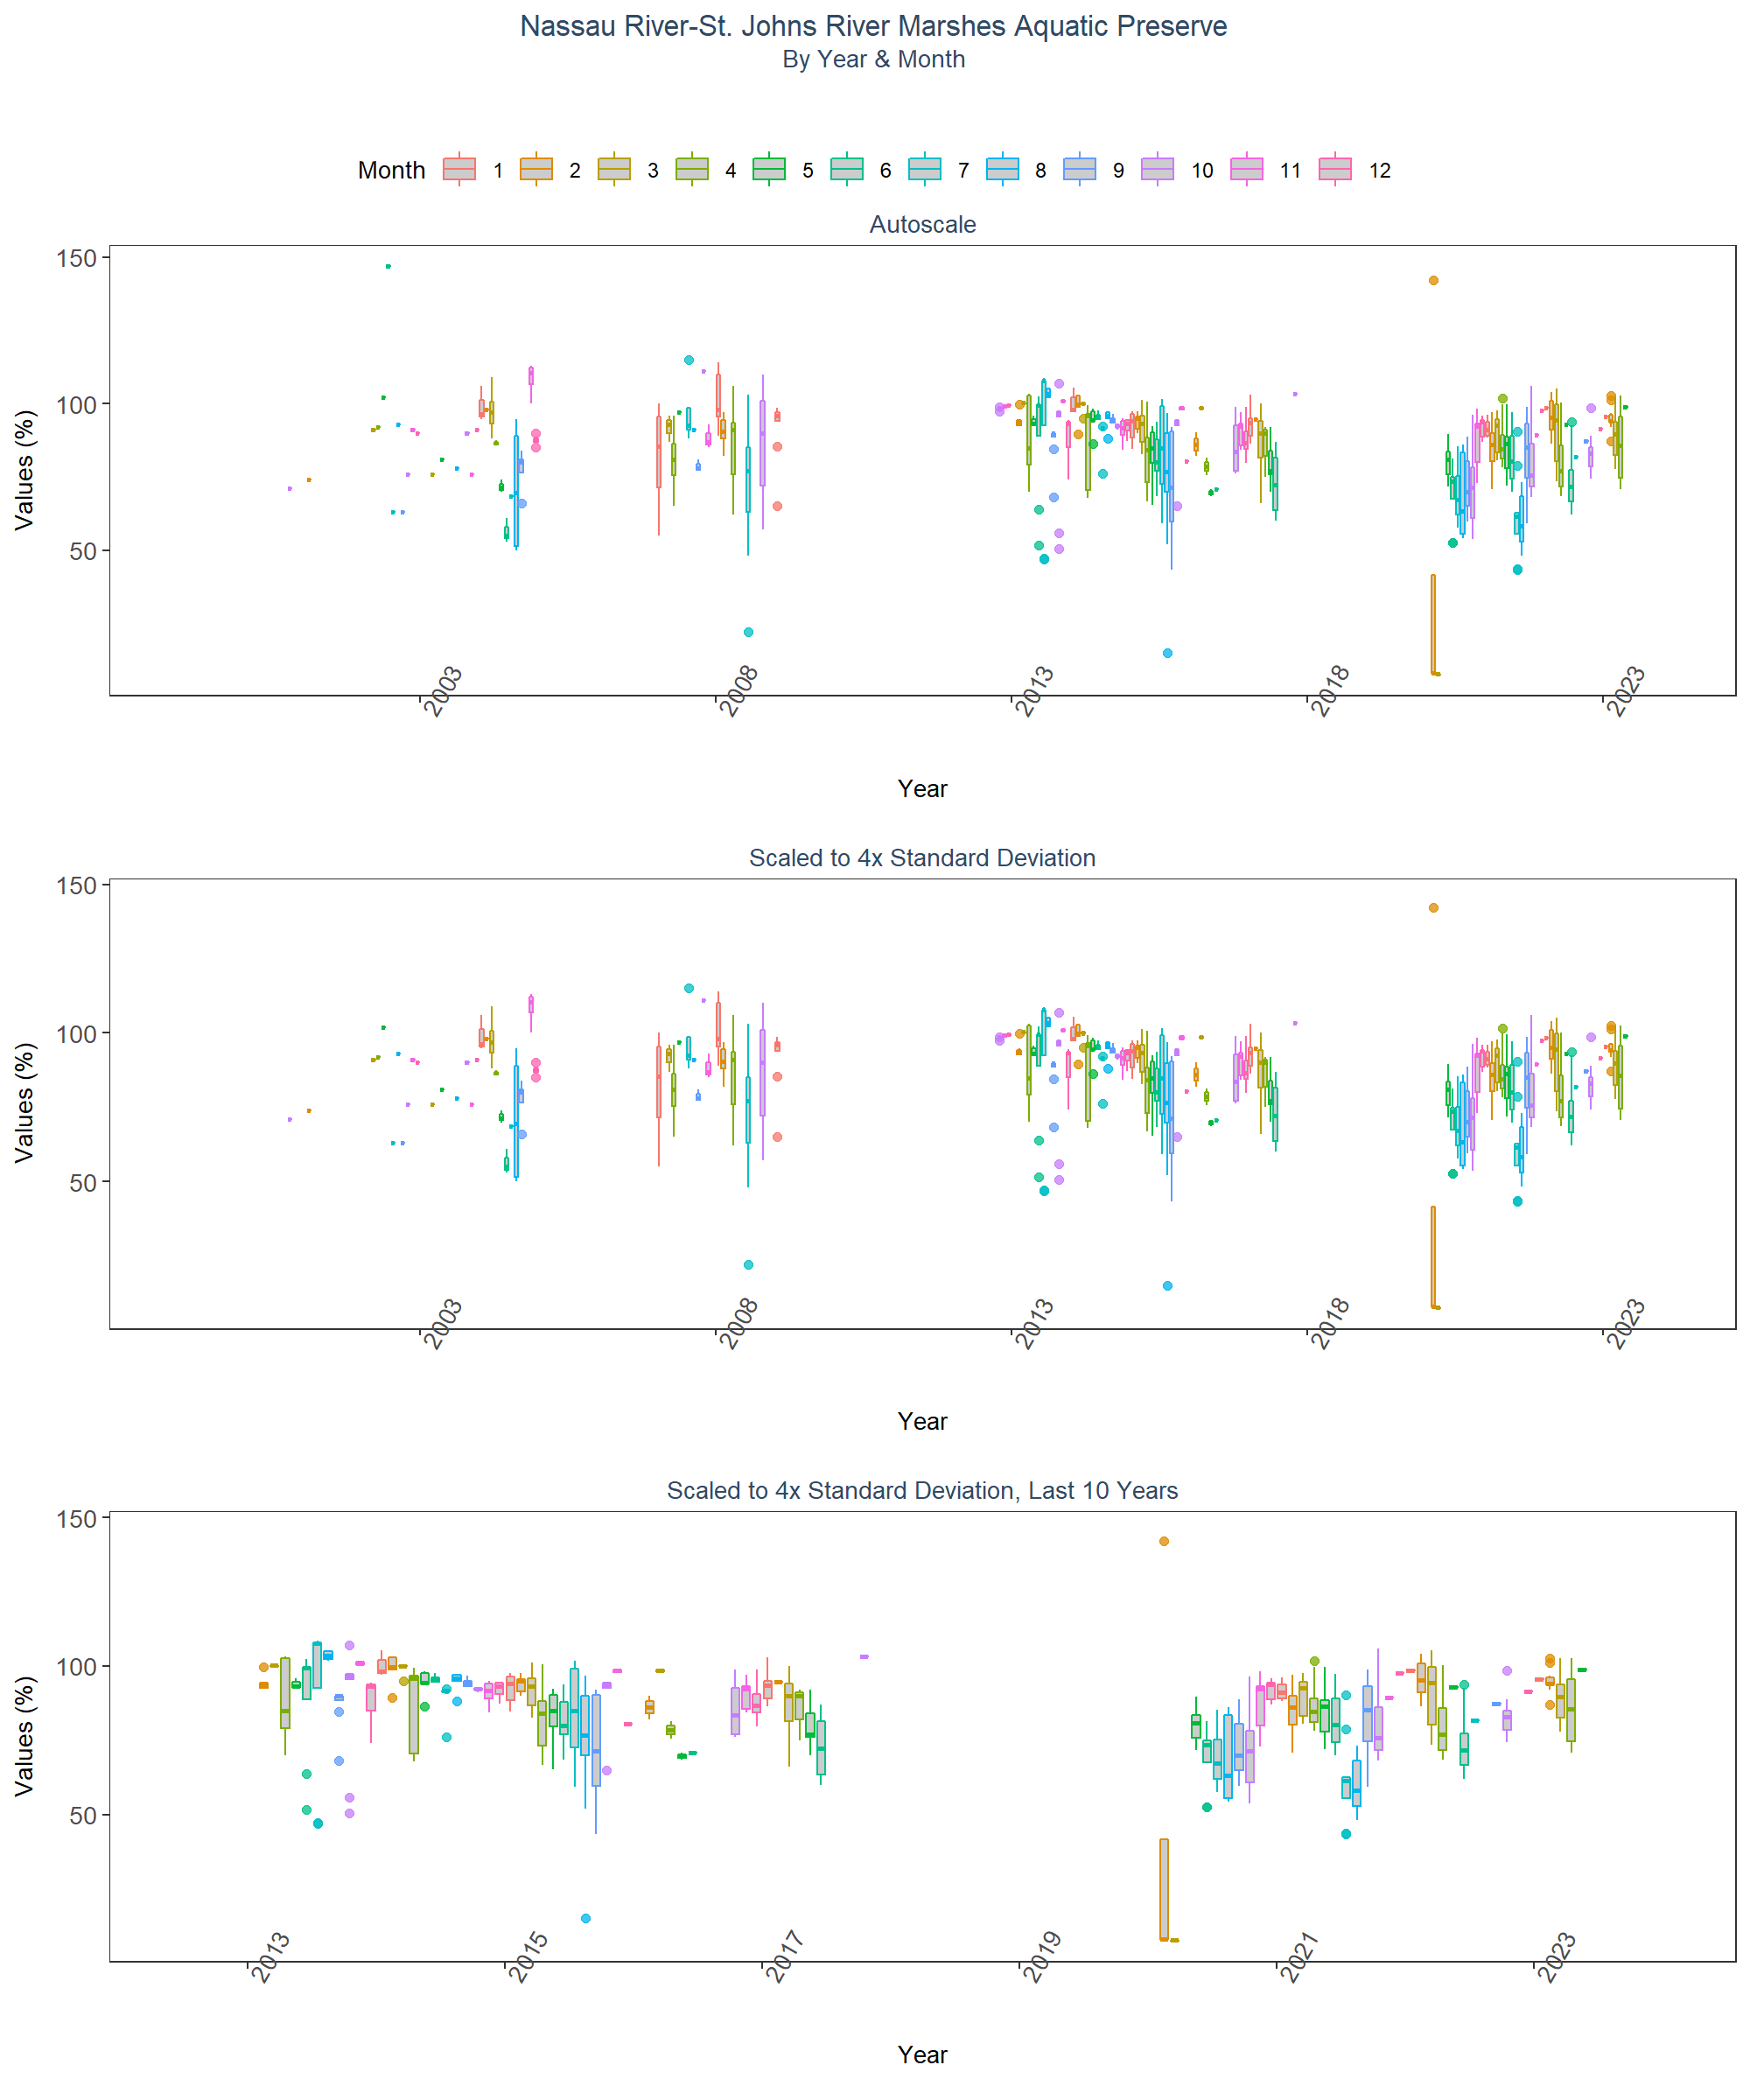 Nassau River-St. Johns River Marshes Aquatic Preserve
By Year & Month
Month 1 2 3 4 5 6 7 8 9 10 11 12
Autoscale
150
100
50
Values (%)
2003 2008 2013 2018 2023
Year
Scaled to 4x Standard Deviation
150
100
50
Values (%)
2003 2008 2013 2018 2023
Year
Scaled to 4x Standard Deviation, Last 10 Years
150
100
50
Values (%)
2013 2015 2017 2019 2021 2023
Year